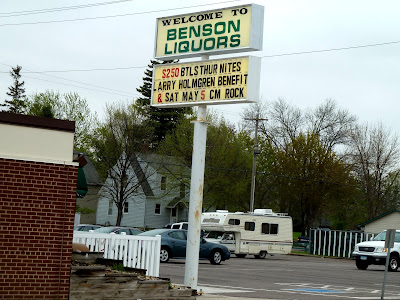 WELCOME TO
BENSON
LIQUORS
$250 BTLS THUR NITES
LARRY HOLMGREN BENEFIT
& SAT MAY 5 CM ROCK